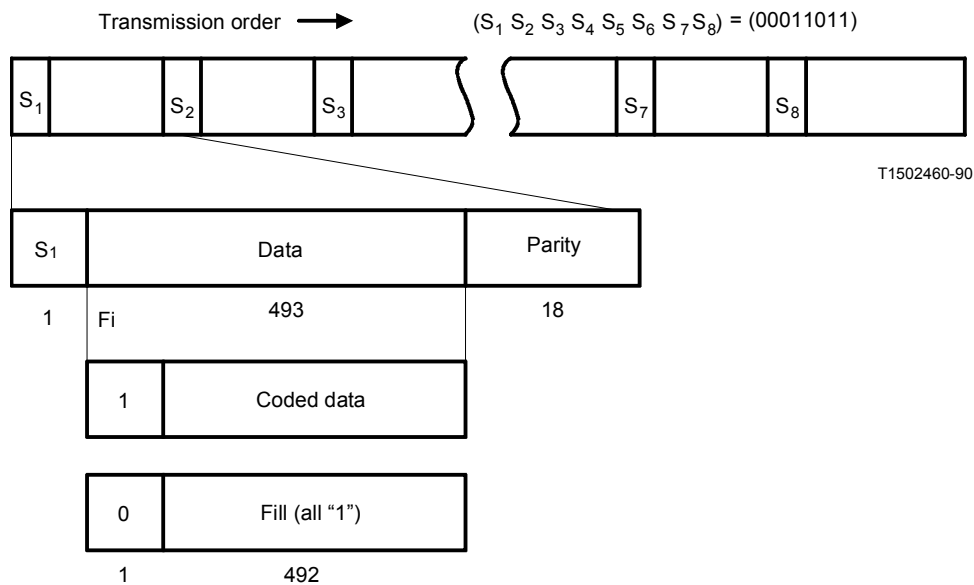 Transmission order (S1 S2 S3 S4 S5 S6 S7 S8) = (00011011)
S1 S2 S3 S7 S8
T1502460-90
S1 Data Parity
1 Fi 493 18
1 Coded data
0 Fill (all “1”)
1 492